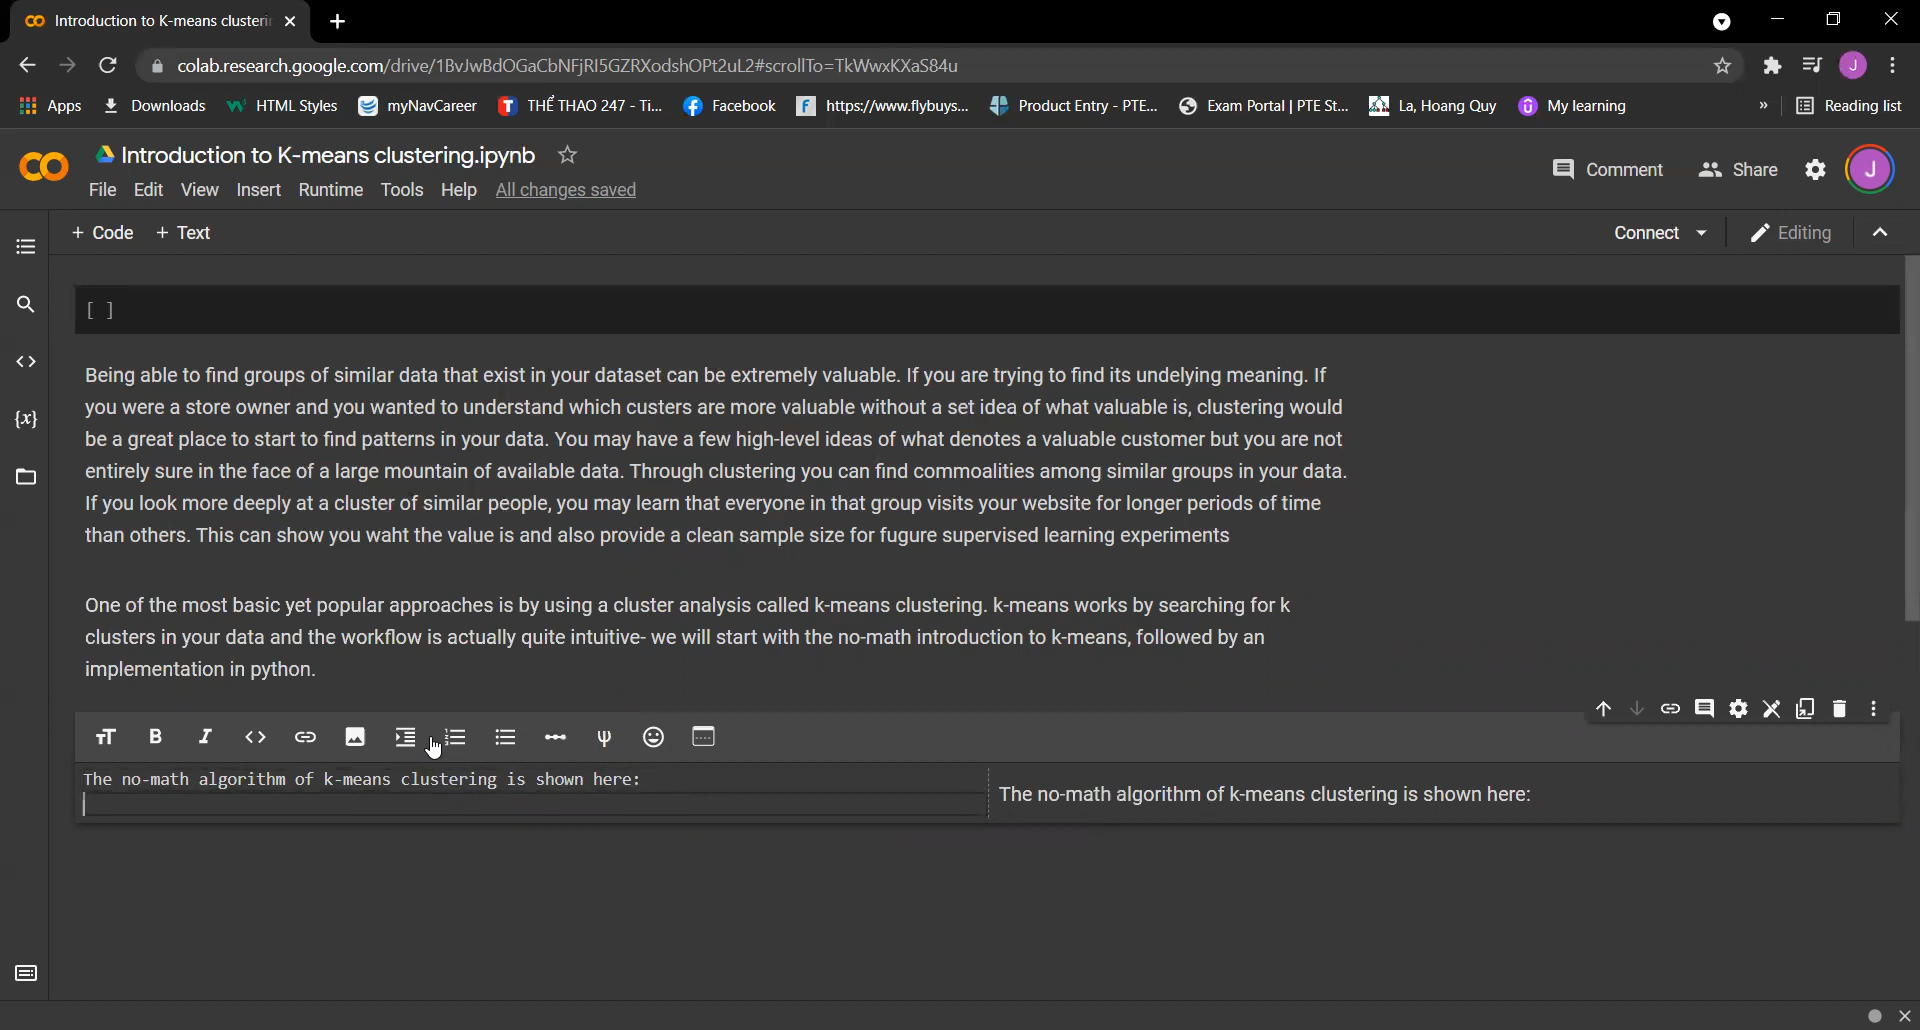 Introduction to K-means clusterin
colab.research.google.com/drive/1BvJwBdOGaCbNFjRI5GZRXodshOPt2uL2#scrollTo=TkWwxKXaS84u
J
Apps Downloads HTML Styles myNavCareer THỂ THAO 247 - Ti... Facebook https://www.flybuys... Product Entry - PTE... Exam Portal | PTE St... La, Hoang Quy My learning » Reading list
Introduction to K-means clustering.ipynb
Comment Share J
File Edit View Insert Runtime Tools Help All changes saved
+ Code + Text Connect Editing
[ ]
Being able to find groups of similar data that exist in your dataset can be extremely valuable. If you are trying to find its undelying meaning. If
you were a store owner and you wanted to understand which custers are more valuable without a set idea of what valuable is, clustering would
be a great place to start to find patterns in your data. You may have a few high-level ideas of what denotes a valuable customer but you are not
entirely sure in the face of a large mountain of available data. Through clustering you can find commoalities among similar groups in your data.
If you look more deeply at a cluster of similar people, you may learn that everyone in that group visits your website for longer periods of time
than others. This can show you waht the value is and also provide a clean sample size for fugure supervised learning experiments
One of the most basic yet popular approaches is by using a cluster analysis called k-means clustering. k-means works by searching for k
clusters in your data and the workflow is actually quite intuitive- we will start with the no-math introduction to k-means, followed by an
implementation in python.
The no-math algorithm of k-means clustering is shown here:
The no-math algorithm of k-means clustering is shown here: